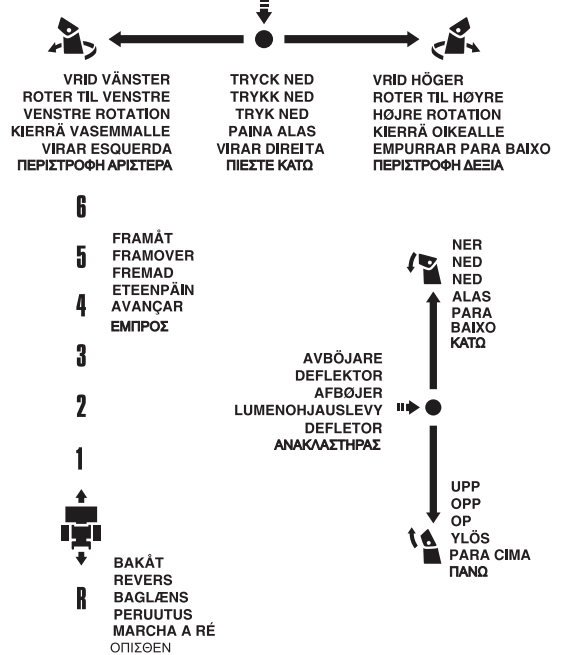 VRID VÄNSTER
ROTER TIL VENSTRE
VENSTRE ROTATION
KIERRÄ VASEMMALLE
VIRAR ESQUERDA
ΠΕΡΙΣΤΡΟΦΗ ΑΡΙΣΤΕΡΑ
TRYCK NED
TRYKK NED
TRYK NED
PAINA ALAS
VIRAR DIREITA
ΠΙΕΣΤΕ ΚΑΤΩ
VRID HÖGER
ROTER TIL HØYRE
HØJRE ROTATION
KIERRÄ OIKEALLE
EMPURRAR PARA BAIXO
ΠΕΡΙΣΤΡΟΦΗ ΔΕΞΙΑ
6
5
4
3
2
1
R
FRAMÅT
FRAMOVER
FREMAD
ETEENPÄIN
AVANÇAR
ΕΜΠΡΟΣ
BAKÅT
REVERS
BAGLÆNS
PERUUTUS
MARCHA A RÉ
ΟΠΙΣΘΕΝ
NER
NED
NED
ALAS
PARA
BAIXO
ΚΑΤΩ
AVBÖJARE
DEFLEKTOR
AFBØJER
LUMENOHJAUSLEVY
DEFLETOR
ΑΝΑΚΛΑΣΤΗΡΑΣ
UPP
OPP
OP
YLÖS
PARA CIMA
ΠΑΝΩ